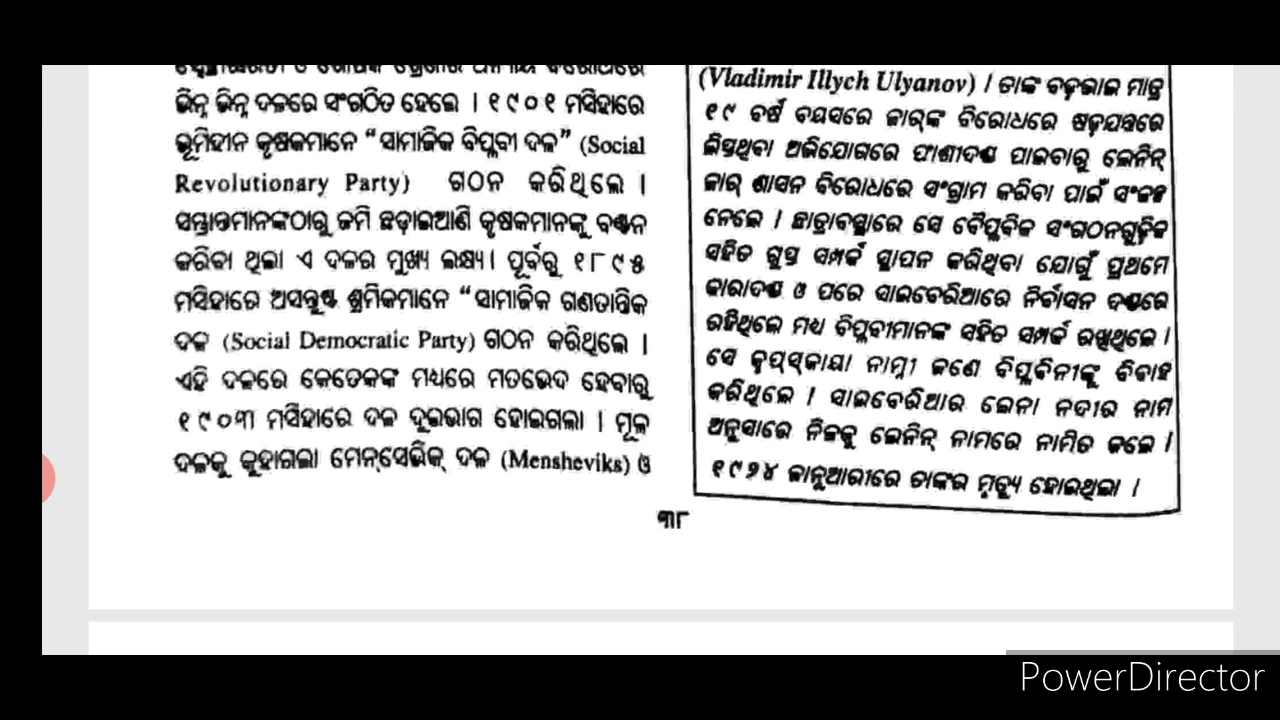 ଭିନ୍ନ ଭିନ୍ନ ଦଳରେ ସଂଗଠିତ ହେଲେ । ୧୯୦୧ ମସିହାରେ
ଭୂମିହୀନ କୃଷକମାନେ “ସାମାଜିକ ବିପ୍ଳବୀ ଦଳ” (Social
Revolutionary Party) ଗଠନ କରିଥିଲେ ।
ସମ୍ଭ୍ରାନ୍ତମାନଙ୍କଠାରୁ ଜମି ଛଡ଼ାଇଆଣି କୃଷକମାନଙ୍କୁ ବଣ୍ଟନ
କରିବା ଥିଲା ଏ ଦଳର ମୁଖ୍ୟ ଲକ୍ଷ୍ୟ। ପୂର୍ବରୁ ୧୮୯୫
ମସିହାରେ ଅସନ୍ତୁଷ୍ଟ ଶ୍ରମିକମାନେ “ସାମାଜିକ ଗଣତାନ୍ତ୍ରିକ
ଦଳ (Social Democratic Party) ଗଠନ କରିଥିଲେ ।
ଏହି ଦଳରେ କେତେକଙ୍କ ମଧ୍ୟରେ ମତଭେଦ ହେବାରୁ
୧୯୦୩ ମସିହାରେ ଦଳ ଦୁଇଭାଗ ହୋଇଗଲା । ମୂଳ
ଦଳକୁ କୁହାଗଲା ମେନ୍‌ସେଭିକ୍ ଦଳ (Mensheviks) ଓ
(Vladimir Illych Ulyanov) । ତାଙ୍କ ବଡ଼ଭାଇ ମାତ୍ର
୧୯ ବର୍ଷ ବୟସରେ ଜାର୍‌ଙ୍କ ବିରୋଧରେ ଷଡ଼ଯନ୍ତ୍ରରେ
ଲିପ୍ତଥିବା ଅଭିଯୋଗରେ ଫାଶୀଦଣ୍ଡ ପାଇବାରୁ ଲେନିନ୍
ଜାର୍ ଶାସନ ବିରୋଧରେ ସଂଗ୍ରାମ କରିବା ପାଇଁ ସଂକଳ୍ପ
ନେଲେ । ଛାତ୍ରାବସ୍ଥାରେ ସେ ବୈପ୍ଳବିକ ସଂଗଠନଗୁଡ଼ିକ
ସହିତ ଗୁପ୍ତ ସମ୍ପର୍କ ସ୍ଥାପନ କରିଥିବା ଯୋଗୁଁ ପ୍ରଥମେ
କାରାଦଣ୍ଡ ଓ ପରେ ସାଇବେରିଆରେ ନିର୍ବାସନ ଦଣ୍ଡରେ
ରହିଥିଲେ ମଧ୍ୟ ବିପ୍ଳବୀମାନଙ୍କ ସହିତ ସମ୍ପର୍କ ରଖିଥିଲେ ।
ସେ କୃପ୍‌ସ୍କାୟା ନାମ୍ନୀ ଜଣେ ବିପ୍ଳବିନୀଙ୍କୁ ବିବାହ
କରିଥିଲେ । ସାଇବେରିଆର ଲେନା ନଦୀର ନାମ
ଅନୁସାରେ ନିଜକୁ ଲେନିନ୍ ନାମରେ ନାମିତ କଲେ ।
୧୯୨୪ ଜାନୁଆରୀରେ ତାଙ୍କର ମୃତ୍ୟୁ ହୋଇଥିଲା ।
୩୮
PowerDirector